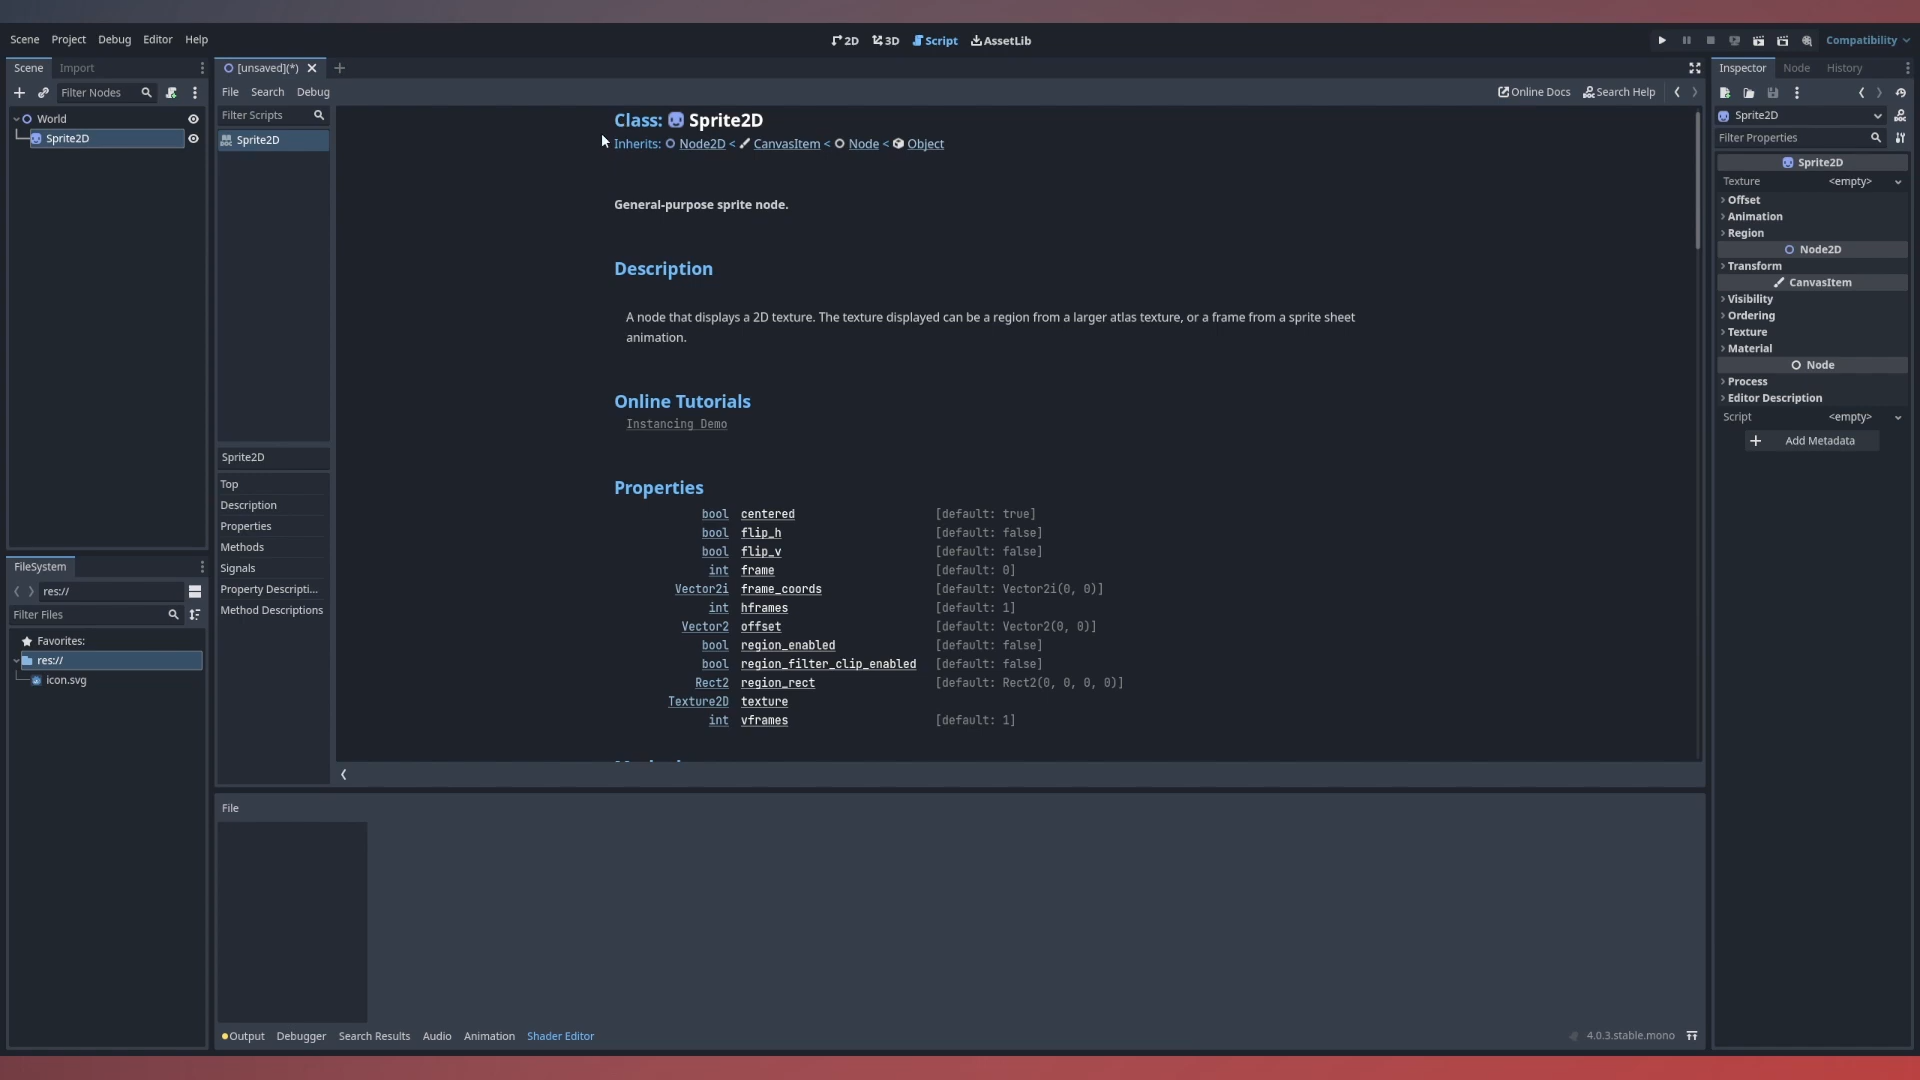 Scene Project Debug Editor Help
2D 3D Script AssetLib
Compatibility
Scene Import
Filter Nodes
World
Sprite2D
FileSystem
res://
Filter Files
Favorites:
res://
icon.svg
[unsaved](*)
File Search Debug
Online Docs Search Help
Filter Scripts
Sprite2D
Sprite2D
Top
Description
Properties
Methods
Signals
Property Descripti...
Method Descriptions
Class: Sprite2D
Inherits: Node2D < CanvasItem < Node < Object
General-purpose sprite node.
Description
A node that displays a 2D texture. The texture displayed can be a region from a larger atlas texture, or a frame from a sprite sheet
animation.
Online Tutorials
Instancing Demo
Properties
bool centered [default: true]
bool flip_h [default: false]
bool flip_v [default: false]
int frame [default: 0]
Vector2i frame_coords [default: Vector2i(0, 0)]
int hframes [default: 1]
Vector2 offset [default: Vector2(0, 0)]
bool region_enabled [default: false]
bool region_filter_clip_enabled [default: false]
Rect2 region_rect [default: Rect2(0, 0, 0, 0)]
Texture2D texture
int vframes [default: 1]
File
Output Debugger Search Results Audio Animation Shader Editor
4.0.3.stable.mono
Inspector Node History
Sprite2D
Filter Properties
Sprite2D
Texture <empty>
Offset
Animation
Region
Node2D
Transform
CanvasItem
Visibility
Ordering
Texture
Material
Node
Process
Editor Description
Script <empty>
Add Metadata